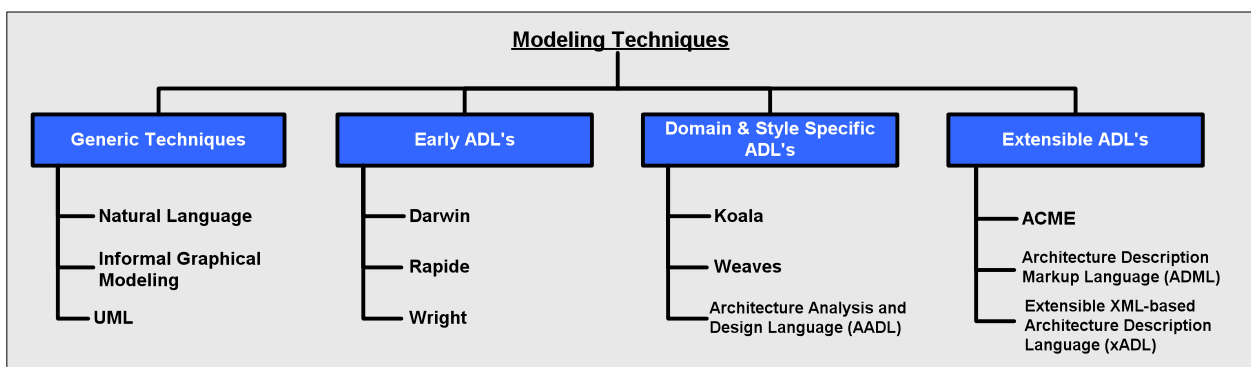 Modeling Techniques
Generic Techniques
Natural Language
Informal Graphical
Modeling
UML
Early ADL's
Darwin
Rapide
Wright
Domain & Style Specific
ADL's
Koala
Weaves
Architecture Analysis and
Design Language (AADL)
Extensible ADL's
ACME
Architecture Description
Markup Language (ADML)
Extensible XML-based
Architecture Description
Language (xADL)